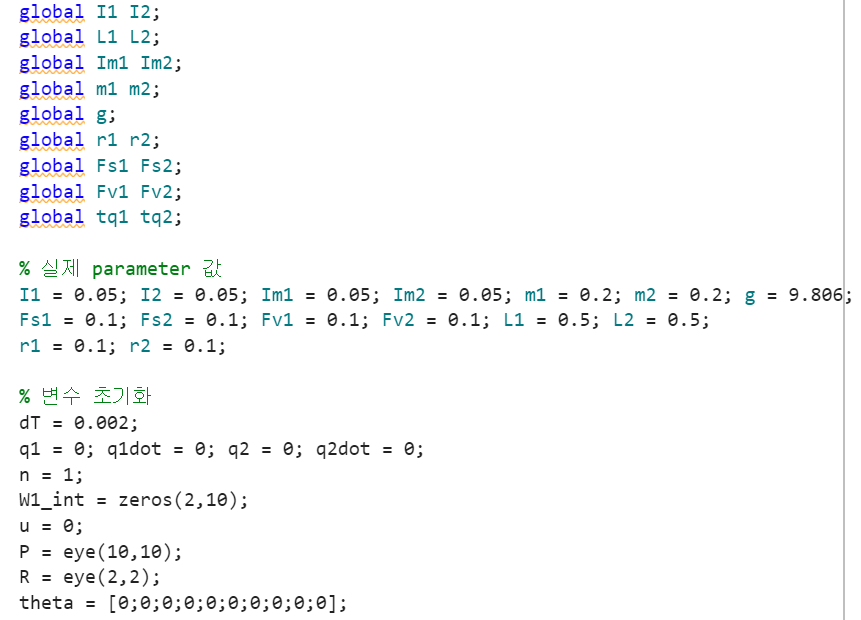 global I1 I2;
global L1 L2;
global Im1 Im2;
global m1 m2;
global g;
global r1 r2;
global Fs1 Fs2;
global Fv1 Fv2;
global tq1 tq2;
% 실제 parameter 값
I1 = 0.05; I2 = 0.05; Im1 = 0.05; Im2 = 0.05; m1 = 0.2; m2 = 0.2; g = 9.806;
Fs1 = 0.1; Fs2 = 0.1; Fv1 = 0.1; Fv2 = 0.1; L1 = 0.5; L2 = 0.5;
r1 = 0.1; r2 = 0.1;
% 변수 초기화
dT = 0.002;
q1 = 0; q1dot = 0; q2 = 0; q2dot = 0;
n = 1;
W1_int = zeros(2,10);
u = 0;
P = eye(10,10);
R = eye(2,2);
theta = [0;0;0;0;0;0;0;0;0;0];